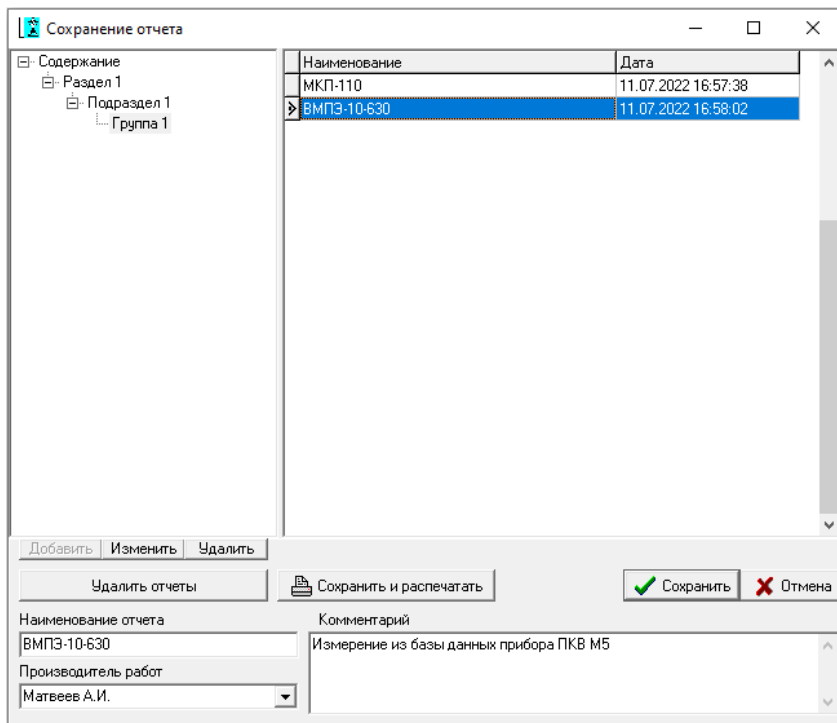 Сохранение отчета
Содержание
Раздел 1
Подраздел 1
Группа 1
Наименование Дата
МКП-110 11.07.2022 16:57:38
ВМПЭ-10-630 11.07.2022 16:58:02
Добавить Изменить Удалить
Удалить отчеты Сохранить и распечатать Сохранить Отмена
Наименование отчета Комментарий
ВМПЭ-10-630 Измерение из базы данных прибора ПКВ М5
Производитель работ
Матвеев А.И.